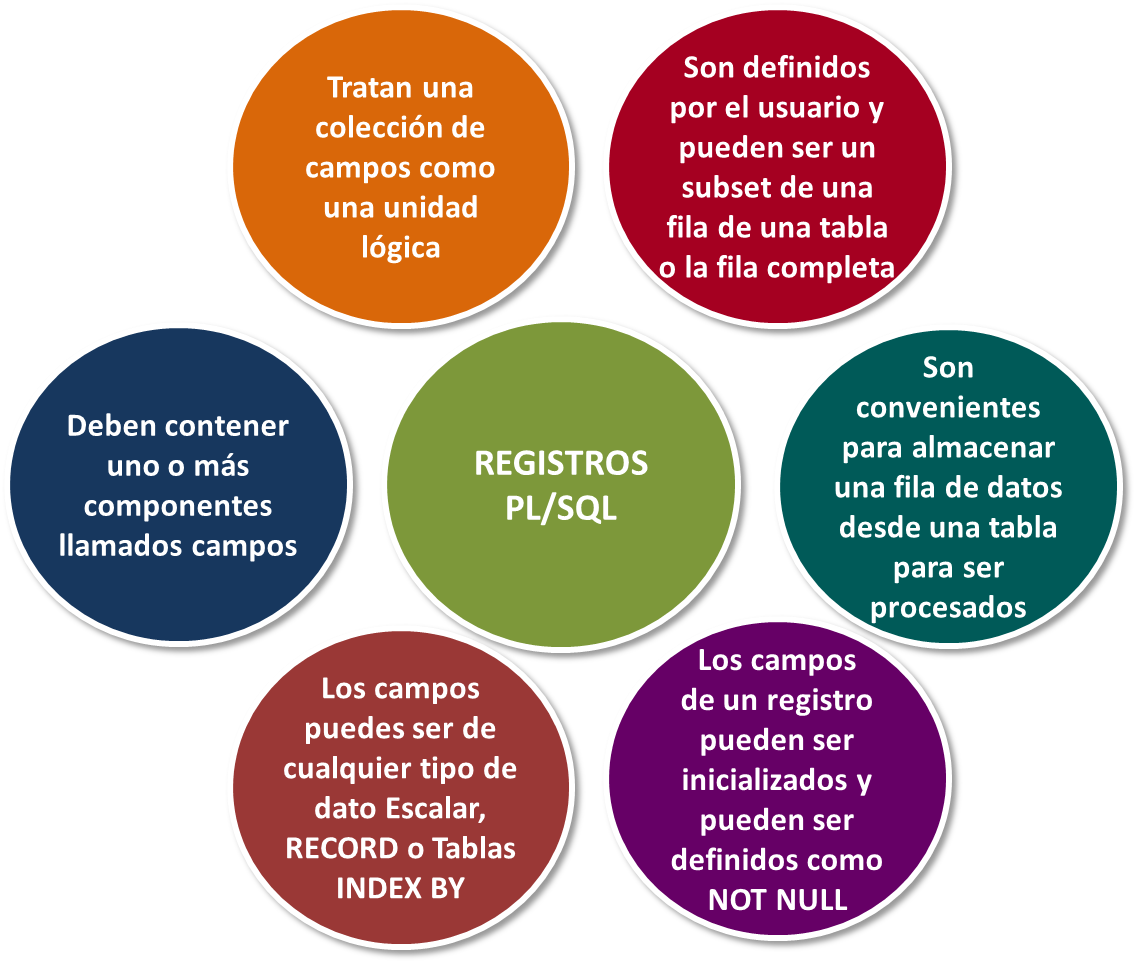 Tratan una
colección de
campos como
una unidad
lógica
Son definidos
por el usuario y
pueden ser un
subset de una
fila de una tabla
o la fila completa
Deben contener
uno o más
componentes
llamados campos
REGISTROS
PL/SQL
Son
convenientes
para almacenar
una fila de datos
desde una tabla
para ser
procesados
Los campos
puedes ser de
cualquier tipo de
dato Escalar,
RECORD o Tablas
INDEX BY
Los campos
de un registro
pueden ser
inicializados y
pueden ser
definidos como
NOT NULL